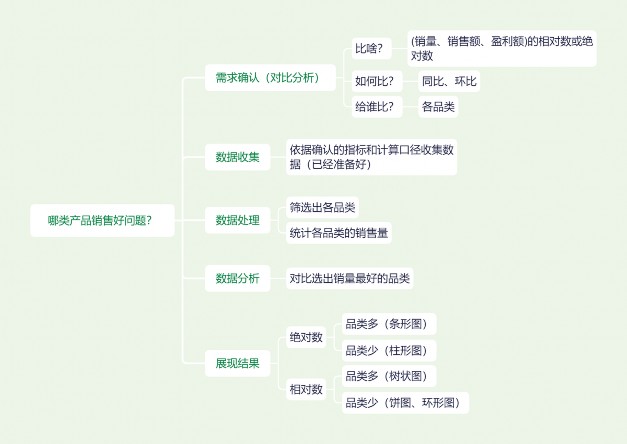 哪类产品销售好问题？
需求确认（对比分析）
比啥？
(销量、销售额、盈利额)的相对数或绝
对数
如何比？
同比、环比
给谁比？
各品类
数据收集
依据确认的指标和计算口径收集数
据（已经准备好）
数据处理
筛选出各品类
统计各品类的销售量
数据分析
对比选出销量最好的品类
展现结果
绝对数
品类多（条形图）
品类少（柱形图）
相对数
品类多（树状图）
品类少（饼图、环形图）